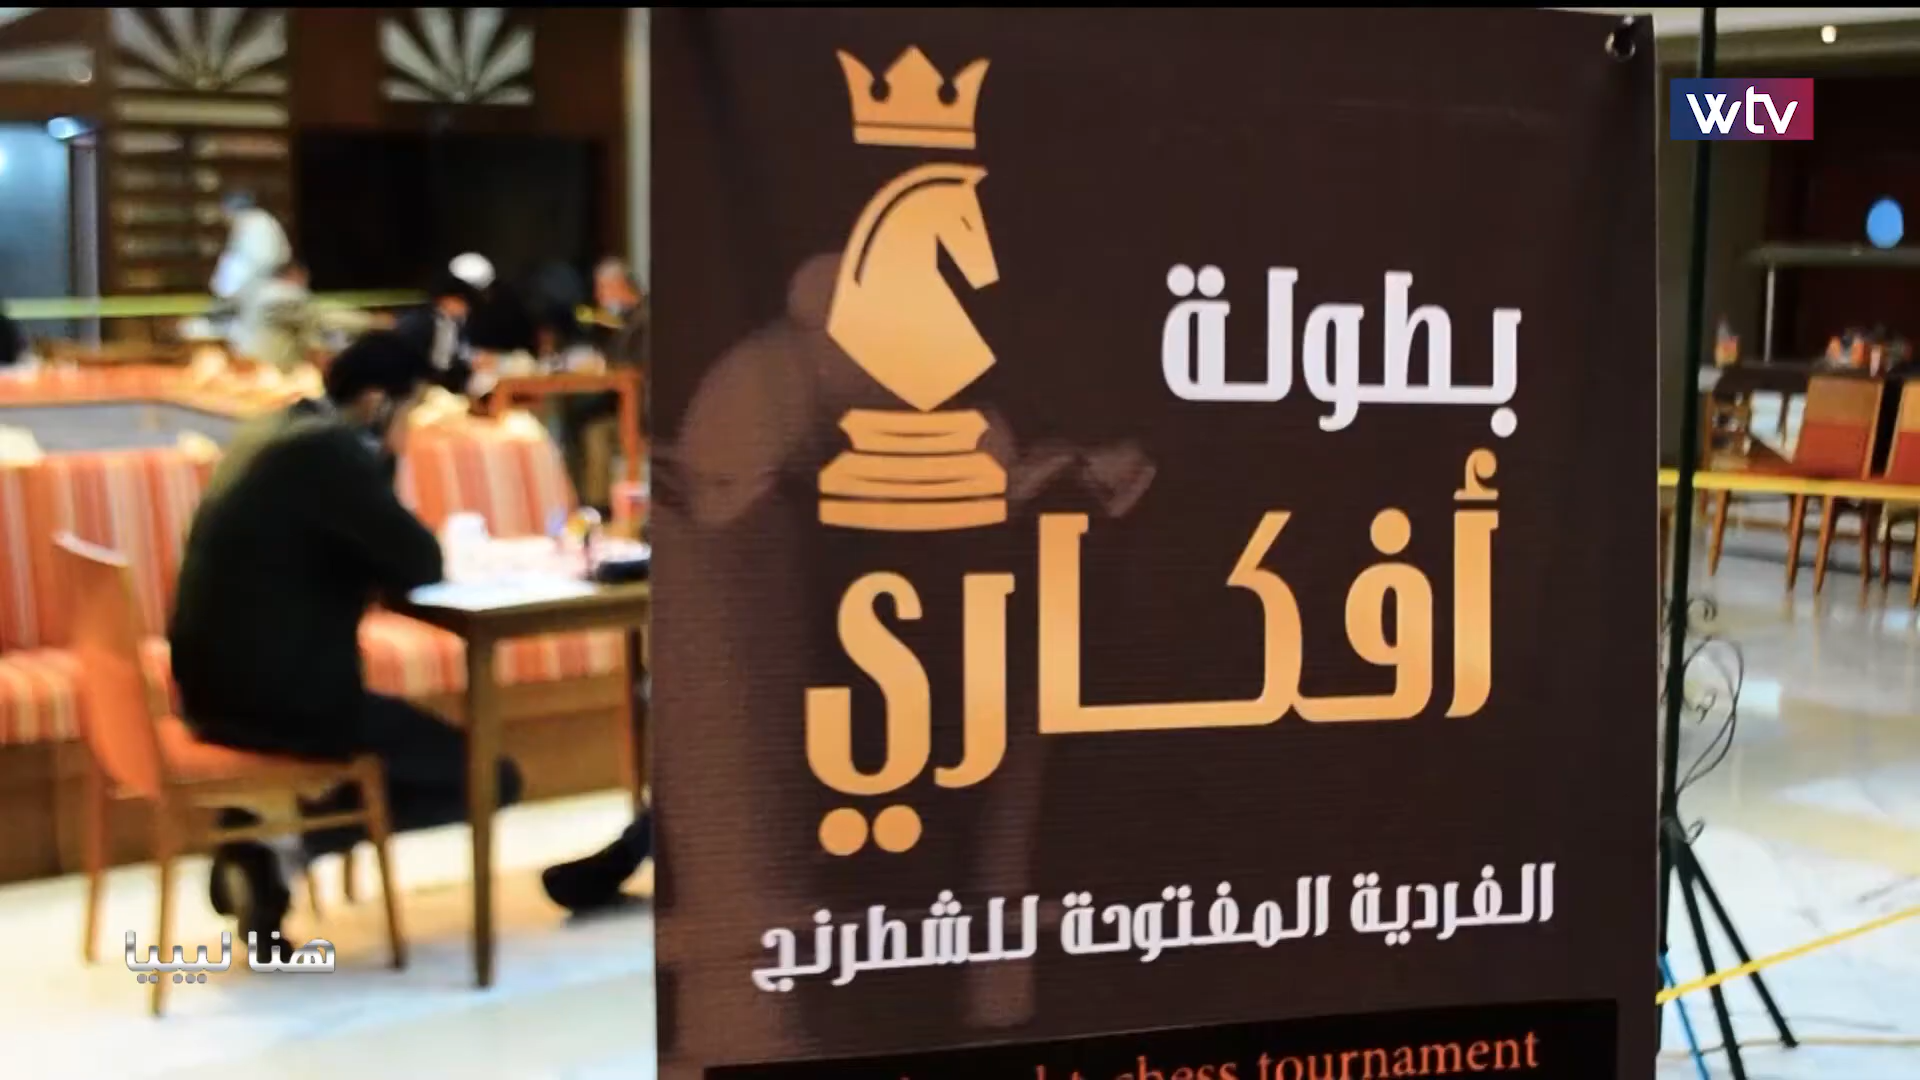 wtv
بطولة
أفكاري
الفردية المفتوحة للشطرنج
chess tournament
هنا ليبيا